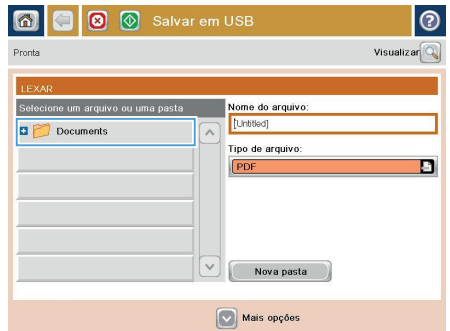 Salvar em USB
Pronta
Visualizar
LEXAR
Selecione um arquivo ou uma pasta
Documents
Nome do arquivo:
[Untitled]
Tipo de arquivo:
PDF
Nova pasta
Mais opções